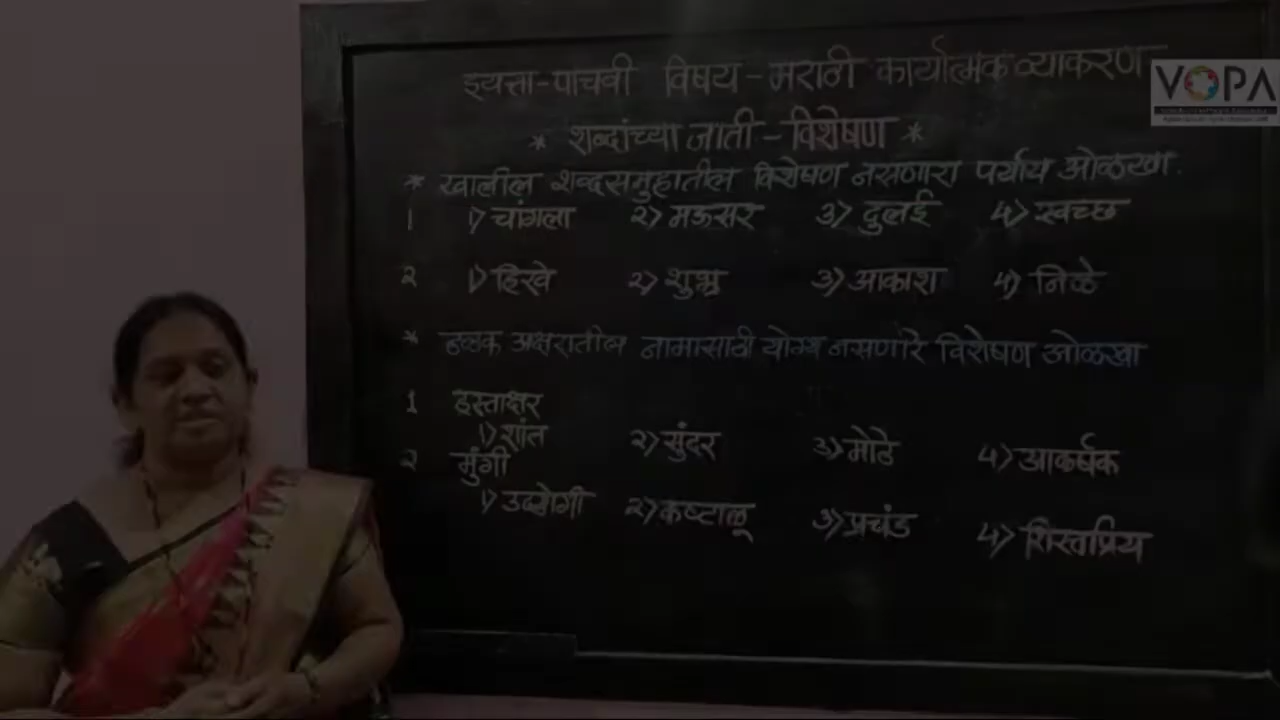 इयत्ता-पाचवी विषय-मराठी कार्यात्मक व्याकरण
* शब्दांच्या जाती - विशेषण *
* खालील शब्दसमुहातील विशेषण नसणारा पर्याय ओळखा.
1 1) चांगला 2) मऊसर 3) दुलई 4) स्वच्छ
2 1) हिरवे 2) शुभ्र 3) आकाश 4) निळे
* ठळक अक्षरातील नामासाठी योग्य नसणारे विशेषण ओळखा
1 हस्ताक्षर
1) शांत 2) सुंदर 3) मोठे 4) आकर्षक
2 मुंगी
1) उद्योगी 2) कष्टाळू 3) प्रचंड 4) शिस्तप्रिय
VOPA